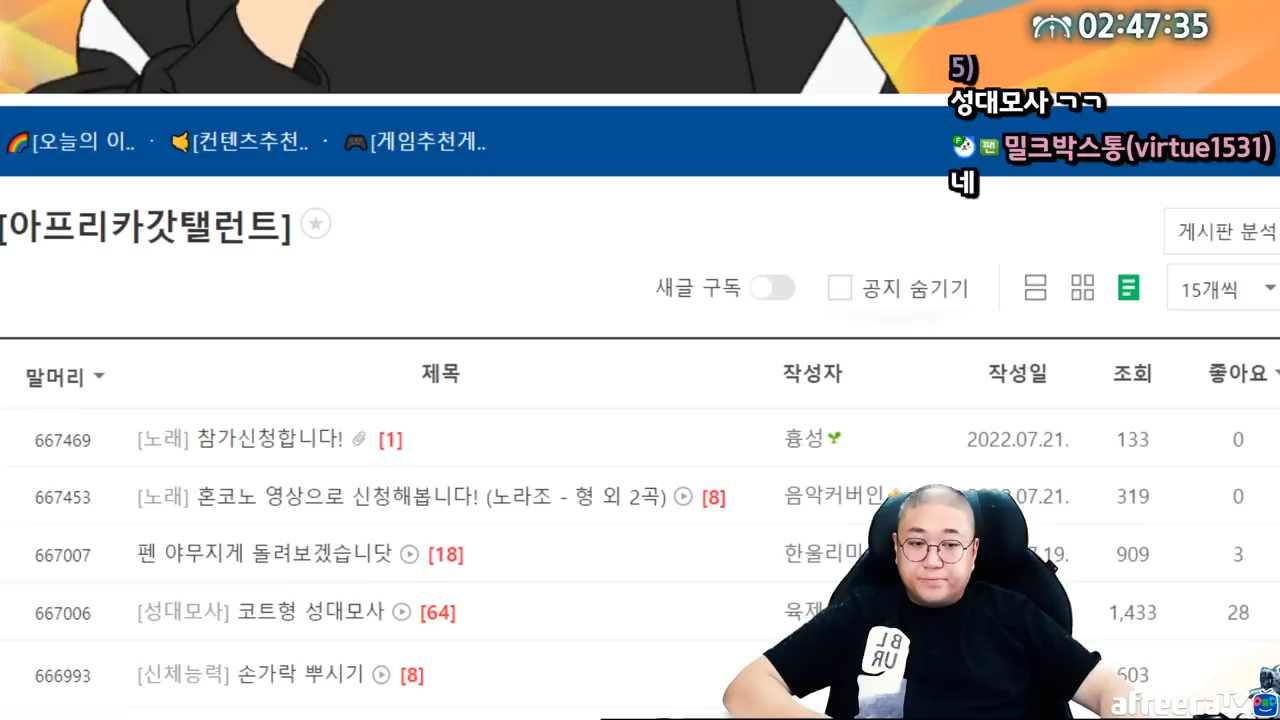 02:47:35
5)
성대모사 ㄱㄱ
팬 밀크박스통(virtue1531)
네
[오늘의 이.. · [컨텐츠추천.. · [게임추천게..
[아프리카갓탤런트]
게시판 분석
새글 구독 공지 숨기기 15개씩
말머리 제목 작성자 작성일 조회 좋아요
667469 [노래] 참가신청합니다! [1] 흉성 2022.07.21. 133 0
667453 [노래] 혼코노 영상으로 신청해봅니다! (노라조 - 형 외 2곡) [8] 음악커버인 07.21. 319 0
667007 펜 야무지게 돌려보겠습니닷 [18] 한울리미 7.19. 909 3
667006 [성대모사] 코트형 성대모사 [64] 육제 1,433 28
666993 [신체능력] 손가락 뿌시기 [8] 603
BL
UR
afreecaTV